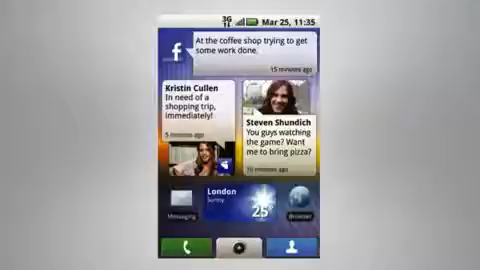 3G
Mar 25, 11:35
At the coffee shop trying to get
some work done.
15 minutes ago
Kristin Cullen
In need of a
shopping trip,
immediately!
5 minutes ago
Steven Shundich
You guys watching
the game? Want
me to bring pizza?
London
Sunny
25°
Messaging
Browser